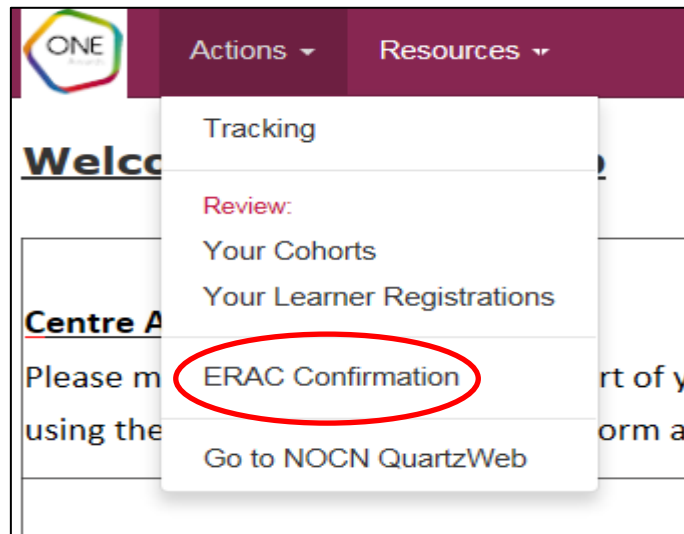 ONE
Actions Resources
Tracking
Welco
Review:
Your Cohorts
Your Learner Registrations
Centre A
ERAC Confirmation
Please m rt of y
using the orm a
Go to NOCN QuartzWeb